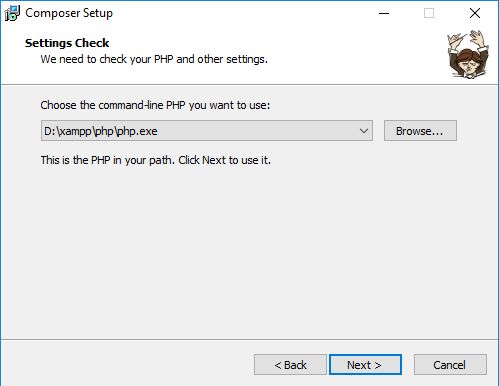 Composer Setup
Settings Check
We need to check your PHP and other settings.
Choose the command-line PHP you want to use:
D:\xampp\php\php.exe
Browse...
This is the PHP in your path. Click Next to use it.
< Back
Next >
Cancel